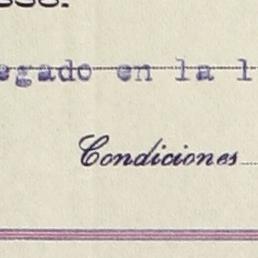 egado en la l
Condiciones